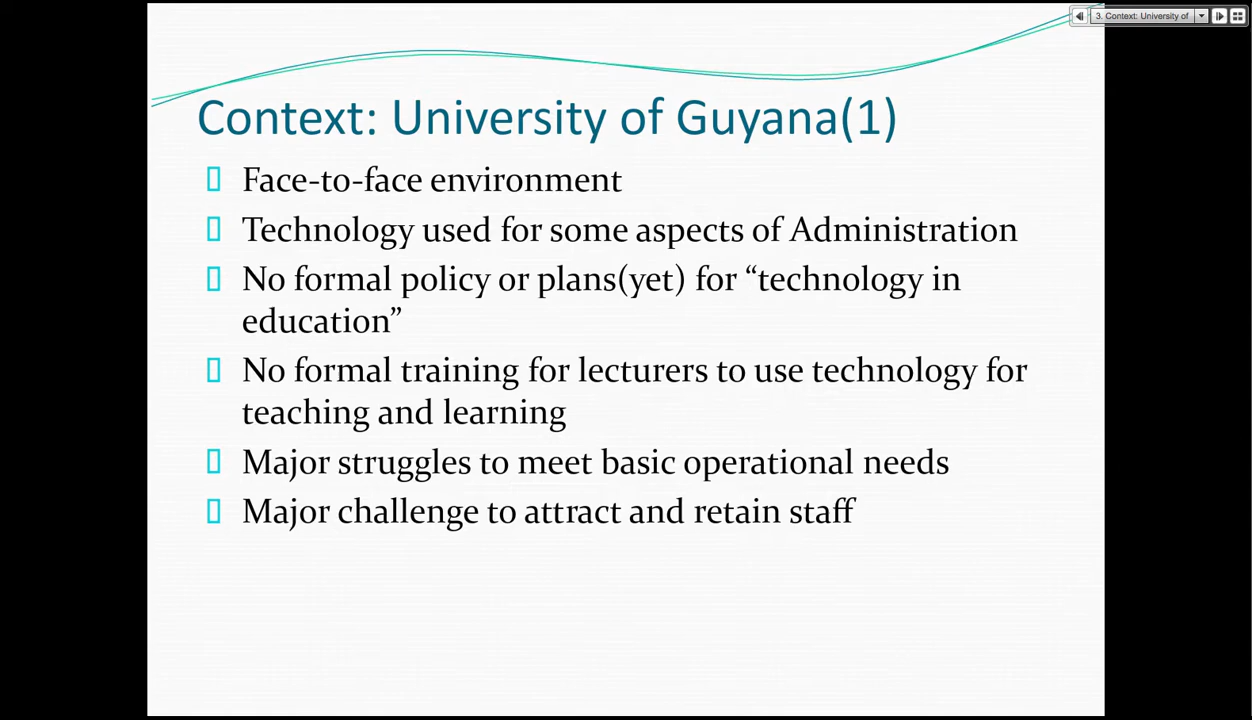 3. Context: University of
Context: University of Guyana(1)
Face-to-face environment
Technology used for some aspects of Administration
No formal policy or plans(yet) for “technology in
education”
No formal training for lecturers to use technology for
teaching and learning
Major struggles to meet basic operational needs
Major challenge to attract and retain staff